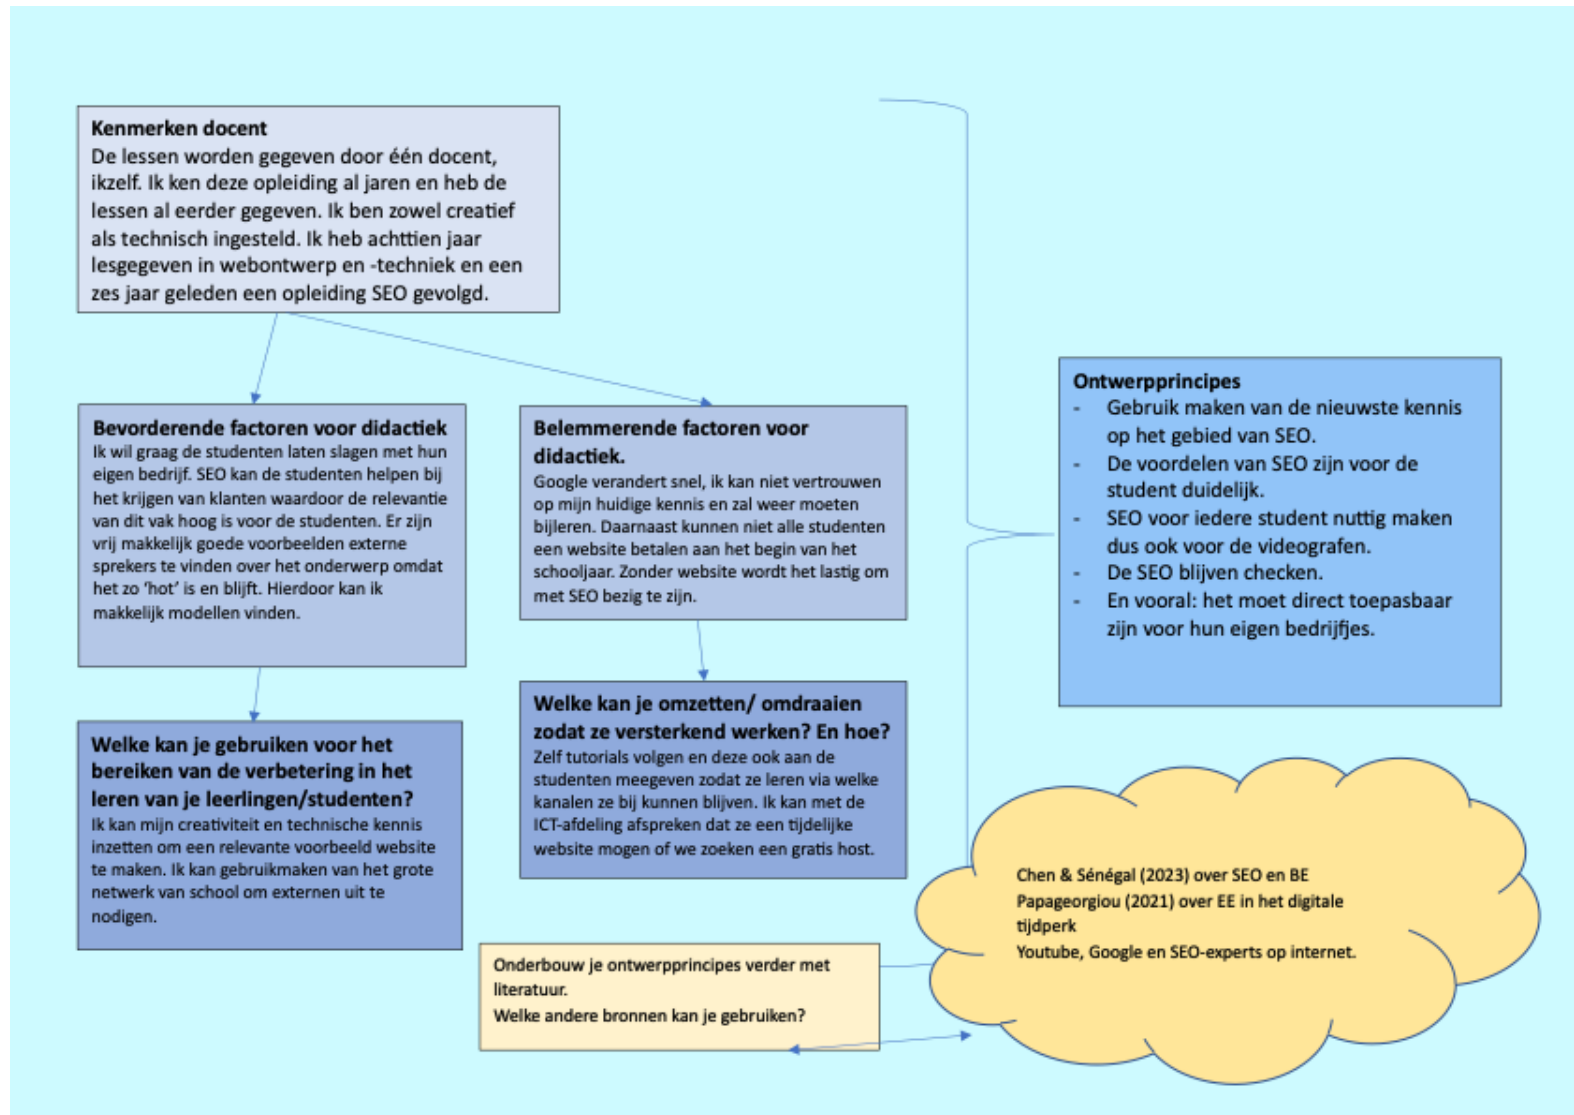 Kenmerken docent
De lessen worden gegeven door één docent,
ikzelf. Ik ken deze opleiding al jaren en heb de
lessen al eerder gegeven. Ik ben zowel creatief
als technisch ingesteld. Ik heb achttien jaar
lesgegeven in webontwerp en -techniek en een
zes jaar geleden een opleiding SEO gevolgd.
Bevorderende factoren voor didactiek
Ik wil graag de studenten laten slagen met hun
eigen bedrijf. SEO kan de studenten helpen bij
het krijgen van klanten waardoor de relevantie
van dit vak hoog is voor de studenten. Er zijn
vrij makkelijk goede voorbeelden externe
sprekers te vinden over het onderwerp omdat
het zo ‘hot’ is en blijft. Hierdoor kan ik
makkelijk modellen vinden.
Belemmerende factoren voor
didactiek.
Google verandert snel, ik kan niet vertrouwen
op mijn huidige kennis en zal weer moeten
bijleren. Daarnaast kunnen niet alle studenten
een website betalen aan het begin van het
schooljaar. Zonder website wordt het lastig om
met SEO bezig te zijn.
Welke kan je gebruiken voor het
bereiken van de verbetering in het
leren van je leerlingen/studenten?
Ik kan mijn creativiteit en technische kennis
inzetten om een relevante voorbeeld website
te maken. Ik kan gebruikmaken van het grote
netwerk van school om externen uit te
nodigen.
Welke kan je omzetten/ omdraaien
zodat ze versterkend werken? En hoe?
Zelf tutorials volgen en deze ook aan de
studenten meegeven zodat ze leren via welke
kanalen ze bij kunnen blijven. Ik kan met de
ICT-afdeling afspreken dat ze een tijdelijke
website mogen of we zoeken een gratis host.
Ontwerpprincipes
- Gebruik maken van de nieuwste kennis
op het gebied van SEO.
- De voordelen van SEO zijn voor de
student duidelijk.
- SEO voor iedere student nuttig maken
dus ook voor de videografen.
- De SEO blijven checken.
- En vooral: het moet direct toepasbaar
zijn voor hun eigen bedrijfjes.
Onderbouw je ontwerpprincipes verder met
literatuur.
Welke andere bronnen kan je gebruiken?
Chen & Sénégal (2023) over SEO en BE
Papageorgiou (2021) over EE in het digitale
tijdperk
Youtube, Google en SEO-experts op internet.